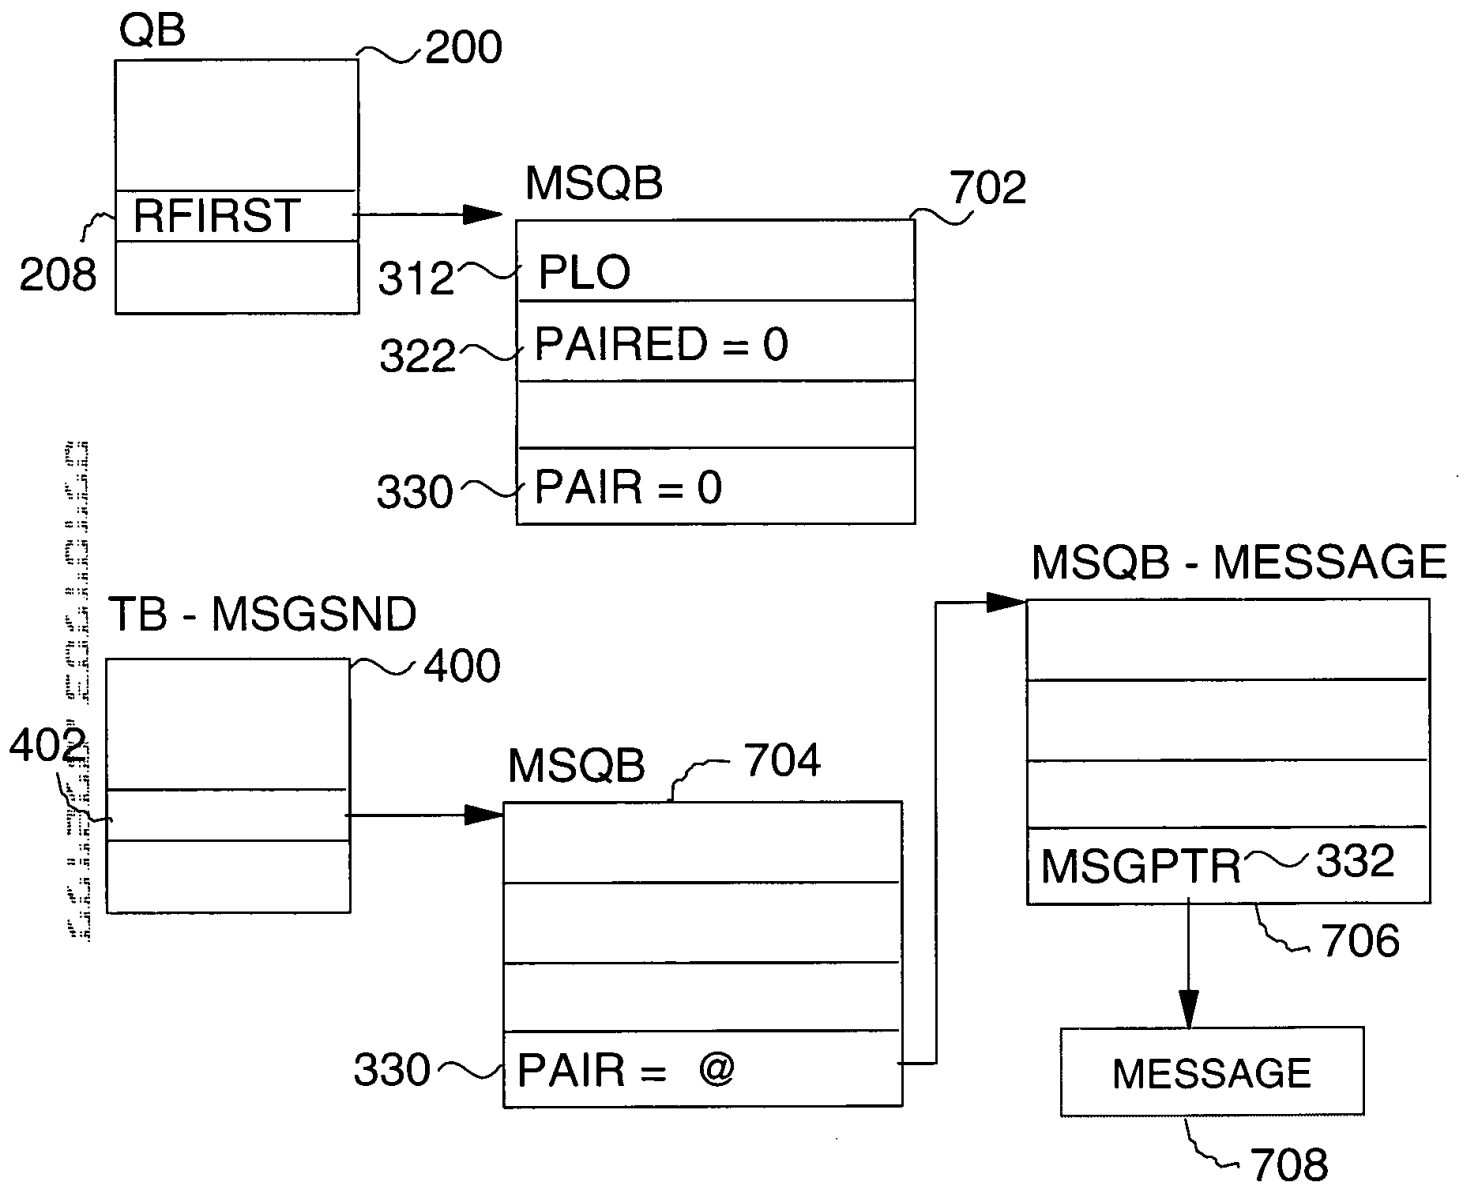 QB
200
RFIRST
208
MSQB
702
312
PLO
322
PAIRED = 0
330
PAIR = 0
TB - MSGSND
400
402
MSQB
704
330
PAIR = @
MSQB - MESSAGE
MSGPTR
332
706
MESSAGE
708